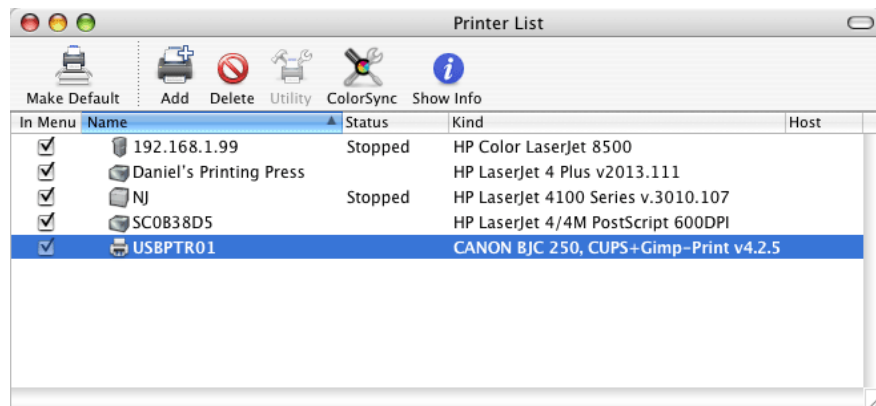 Printer List
Make Default Add Delete Utility ColorSync Show Info
In Menu Name Status Kind Host
192.168.1.99 Stopped HP Color LaserJet 8500
Daniel's Printing Press HP LaserJet 4 Plus v2013.111
NJ Stopped HP LaserJet 4100 Series v.3010.107
SC0B38D5 HP LaserJet 4/4M PostScript 600DPI
USBPTR01 CANON BJC 250, CUPS+Gimp-Print v4.2.5